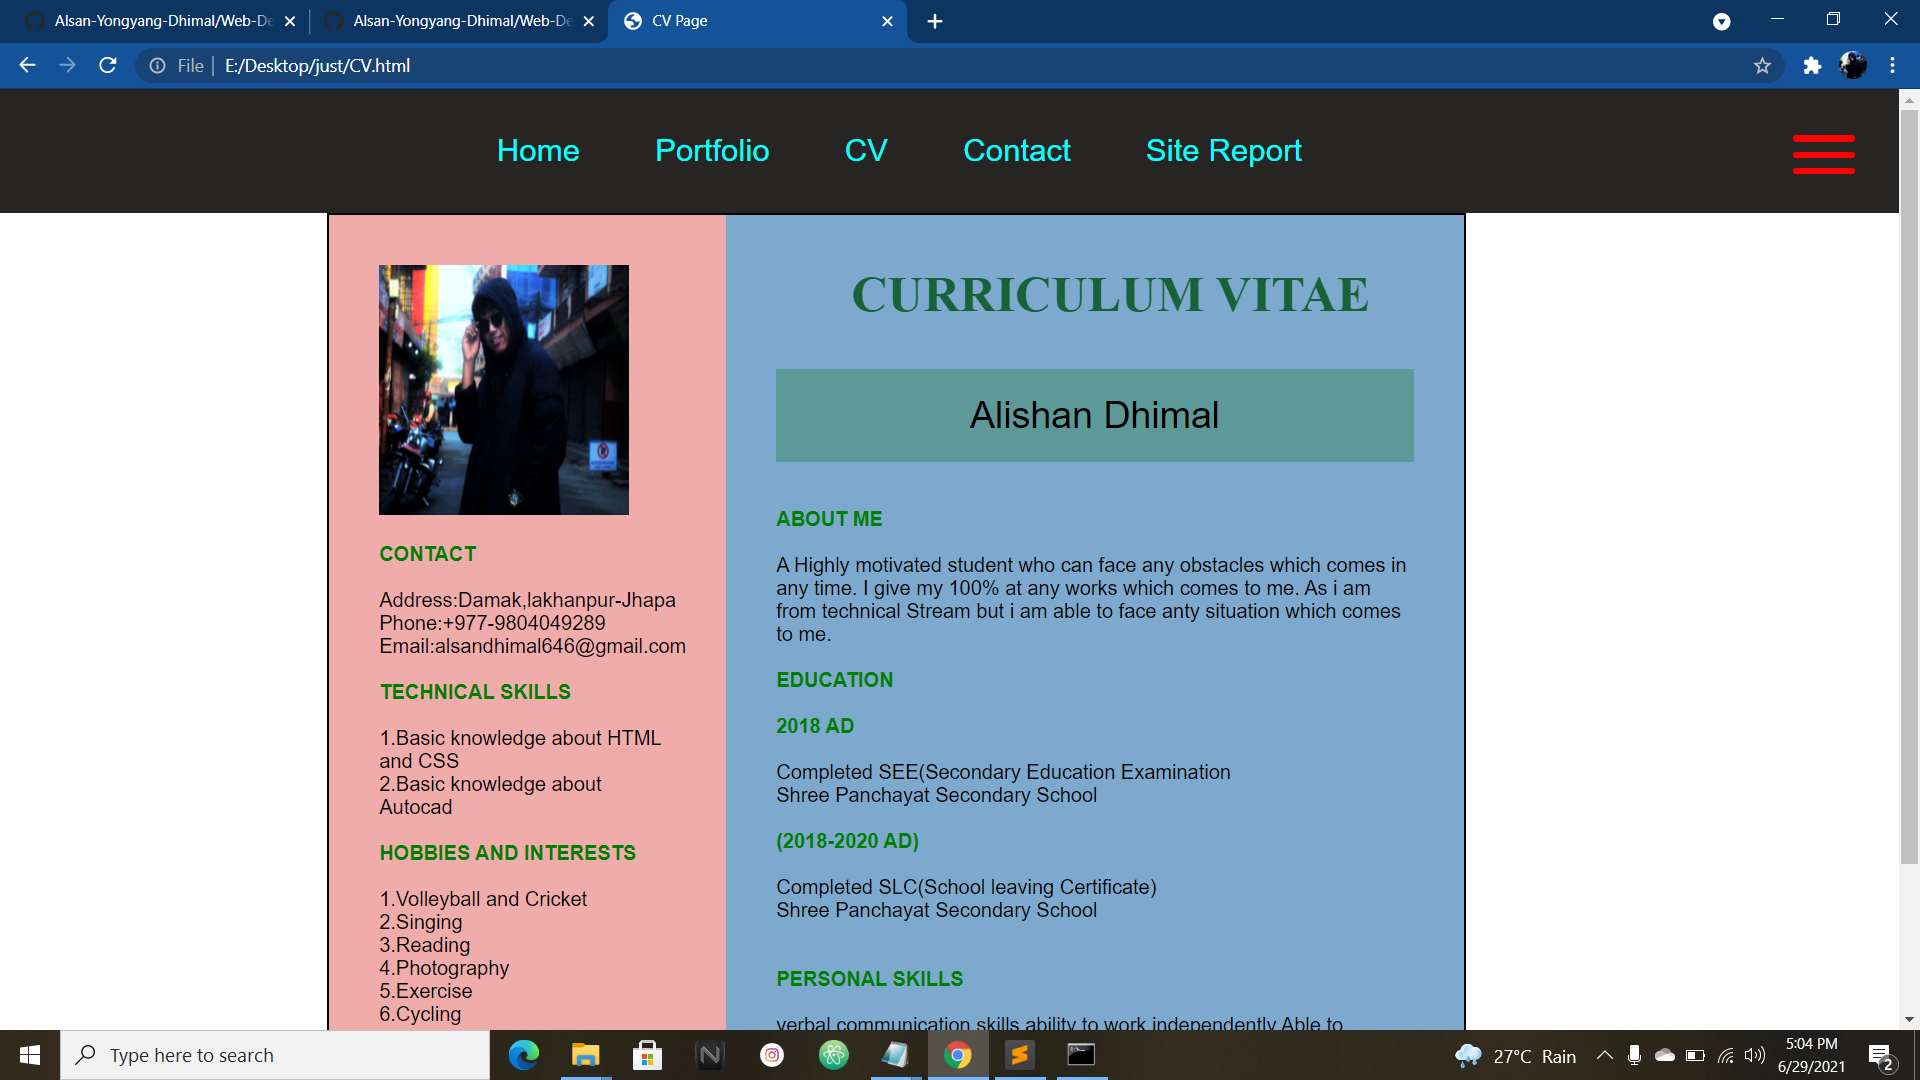 Alsan-Yongyang-Dhimal/Web-De
Alsan-Yongyang-Dhimal/Web-De
CV Page
File
E:/Desktop/just/CV.html
Home
Portfolio
CV
Contact
Site Report
CONTACT
Address:Damak,lakhanpur-Jhapa
Phone:+977-9804049289
Email:alsandhimal646@gmail.com
TECHNICAL SKILLS
1.Basic knowledge about HTML
and CSS
2.Basic knowledge about
Autocad
HOBBIES AND INTERESTS
1.Volleyball and Cricket
2.Singing
3.Reading
4.Photography
5.Exercise
6.Cycling
CURRICULUM VITAE
Alishan Dhimal
ABOUT ME
A Highly motivated student who can face any obstacles which comes in
any time. I give my 100% at any works which comes to me. As i am
from technical Stream but i am able to face anty situation which comes
to me.
EDUCATION
2018 AD
Completed SEE(Secondary Education Examination
Shree Panchayat Secondary School
(2018-2020 AD)
Completed SLC(School leaving Certificate)
Shree Panchayat Secondary School
PERSONAL SKILLS
verbal communication skills ability to work independently Able to
Type here to search
27°C Rain
5:04 PM
6/29/2021
2